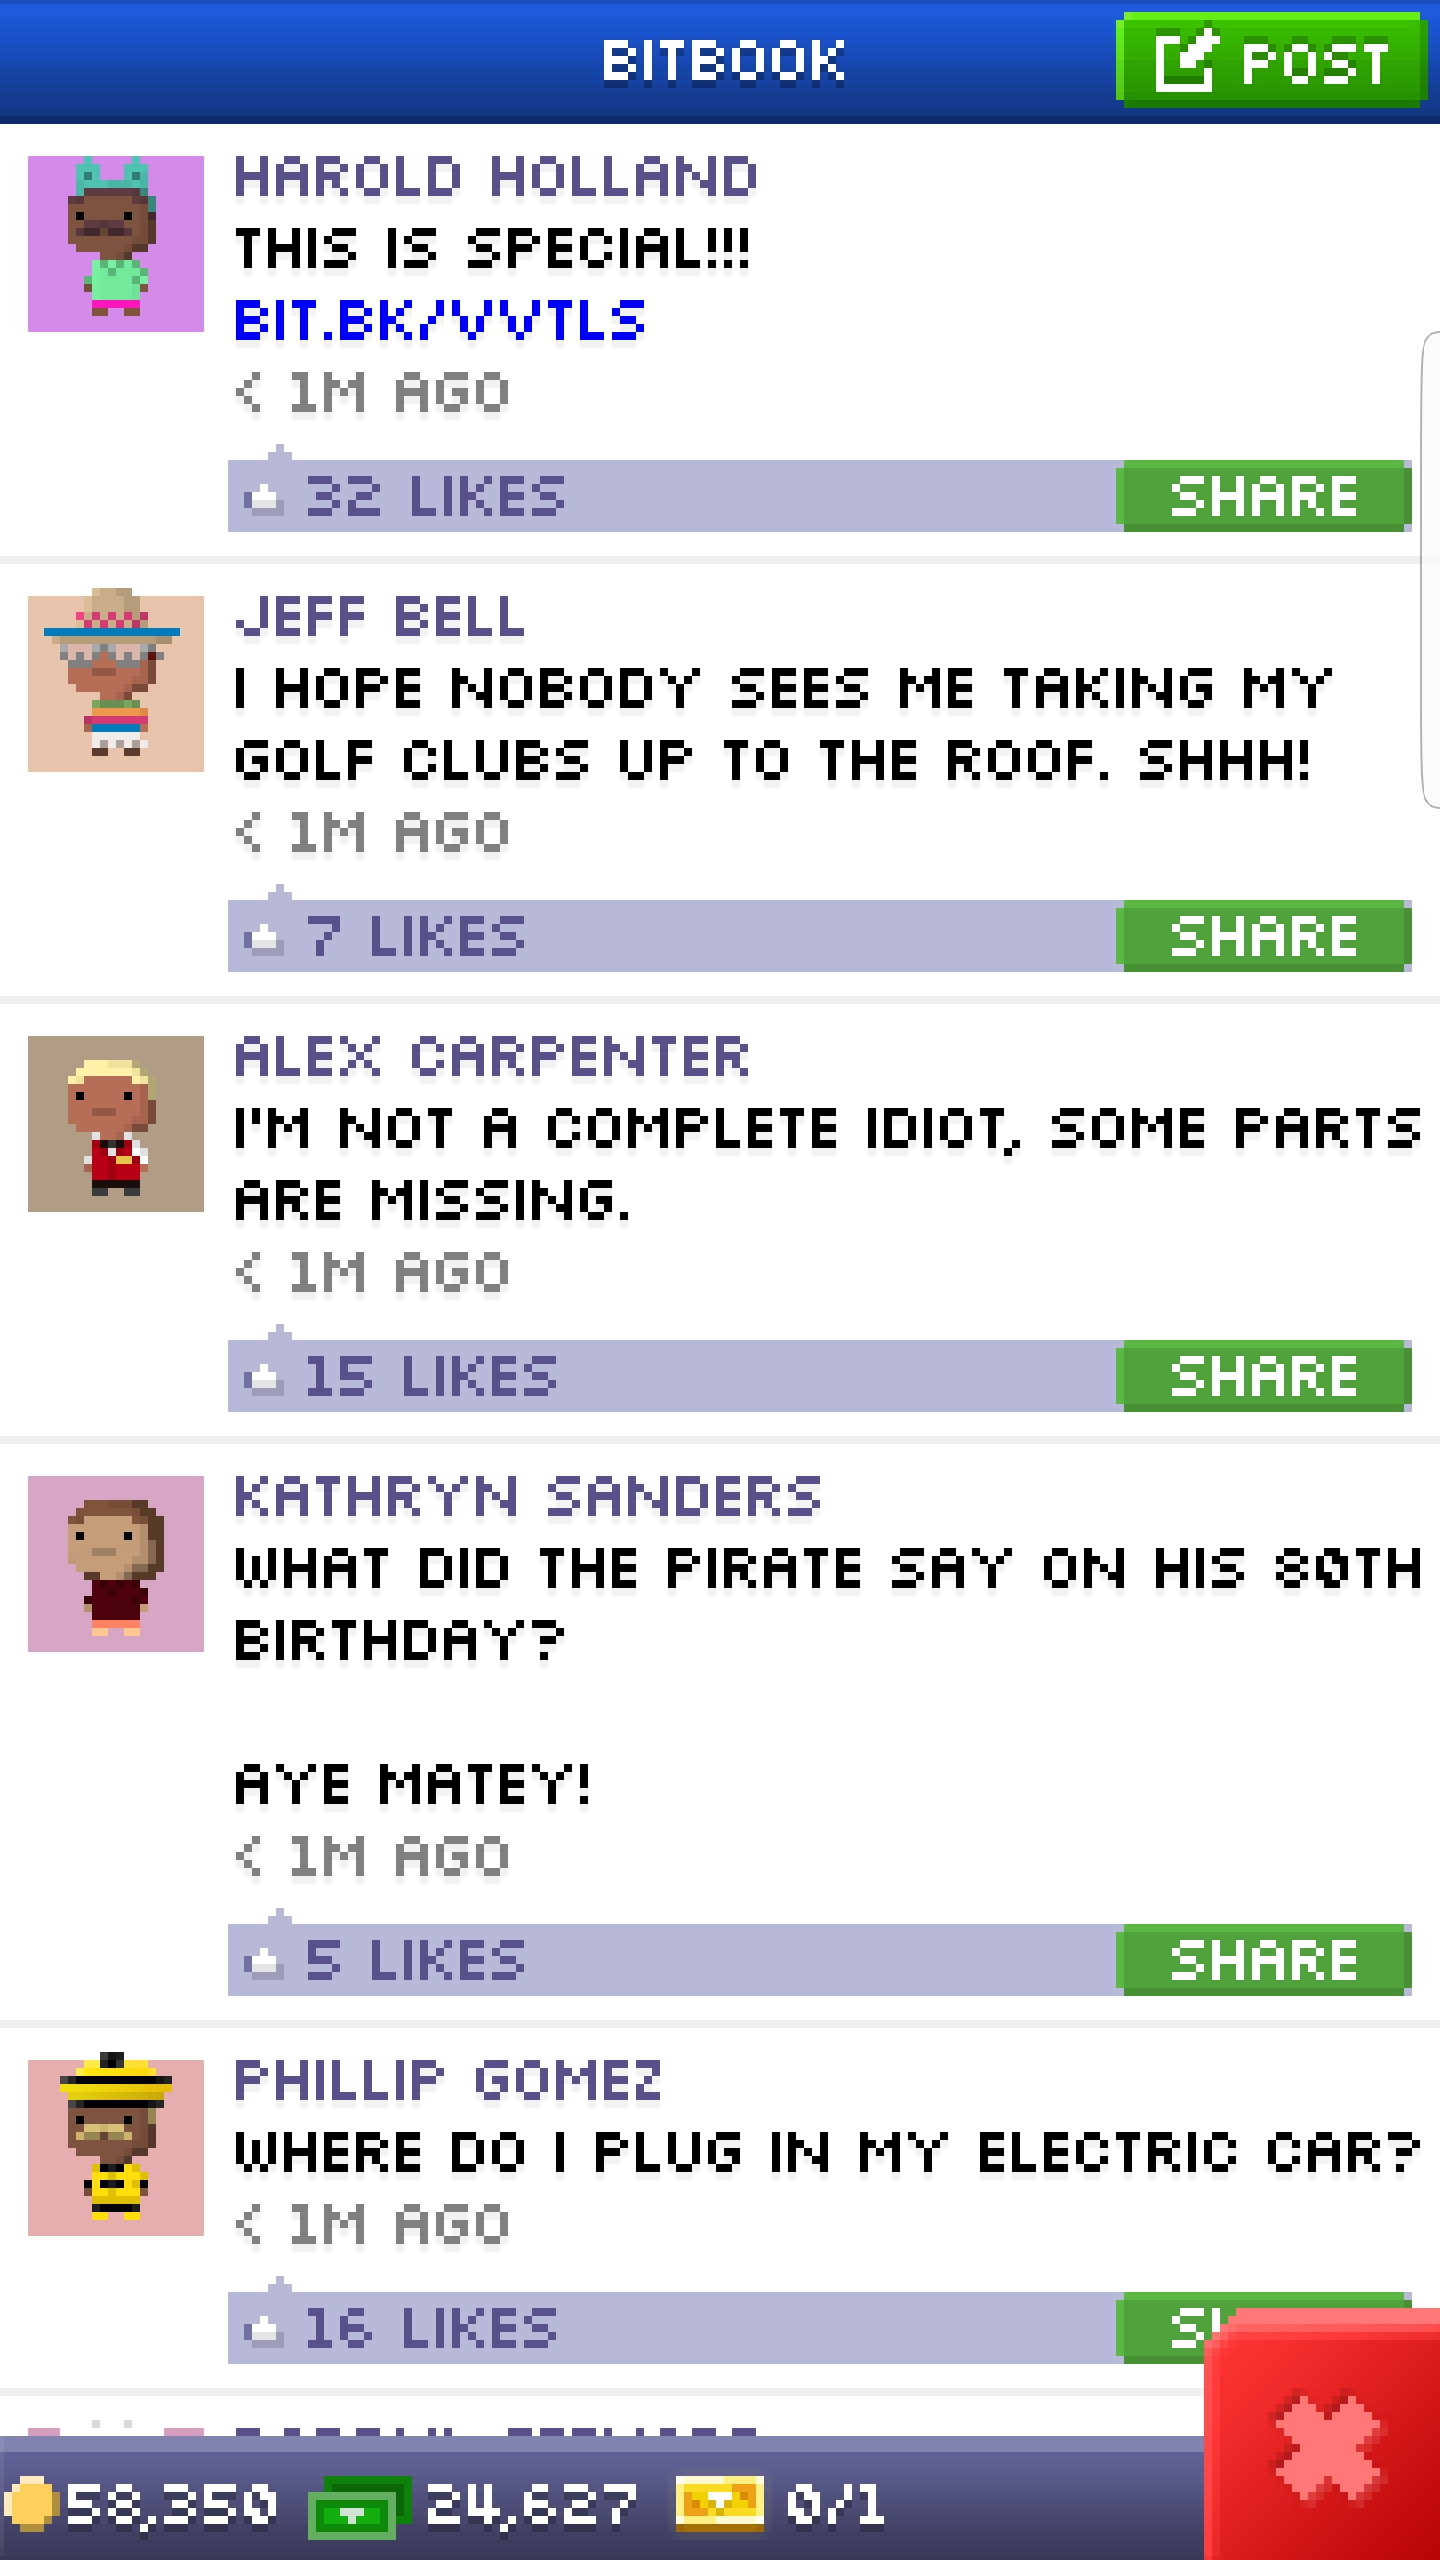 BITBOOK
POST
HAROLD HOLLAND
THIS IS SPECIAL!!!
BIT.BK/VVTLS
< 1M AGO
32 LIKES
SHARE
JEFF BELL
I HOPE NOBODY SEES ME TAKING MY
GOLF CLUBS UP TO THE ROOF. SHHH!
< 1M AGO
7 LIKES
SHARE
ALEX CARPENTER
I'M NOT A COMPLETE IDIOT, SOME PARTS
ARE MISSING.
< 1M AGO
15 LIKES
SHARE
KATHRYN SANDERS
WHAT DID THE PIRATE SAY ON HIS 80TH
BIRTHDAY?
AYE MATEY!
< 1M AGO
5 LIKES
SHARE
PHILLIP GOMEZ
WHERE DO I PLUG IN MY ELECTRIC CAR?
< 1M AGO
16 LIKES
58,350
24,627
0/1